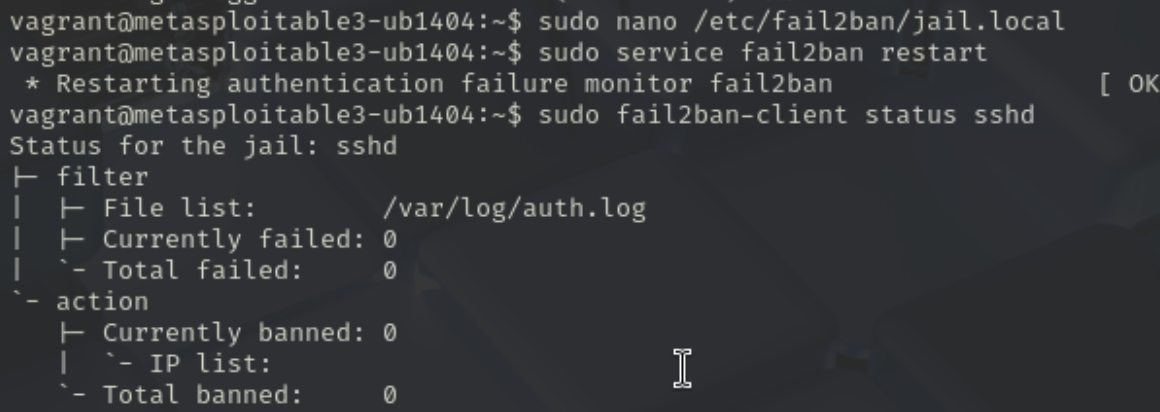 vagrant@metasploitable3-ub1404:~$ sudo nano /etc/fail2ban/jail.local
vagrant@metasploitable3-ub1404:~$ sudo service fail2ban restart
 * Restarting authentication failure monitor fail2ban                 [ OK
vagrant@metasploitable3-ub1404:~$ sudo fail2ban-client status sshd
Status for the jail: sshd
├─ filter
│  ├─ File list:        /var/log/auth.log
│  ├─ Currently failed: 0
│  `- Total failed:     0
`- action
   ├─ Currently banned: 0
   │  `- IP list:
   `- Total banned:     0